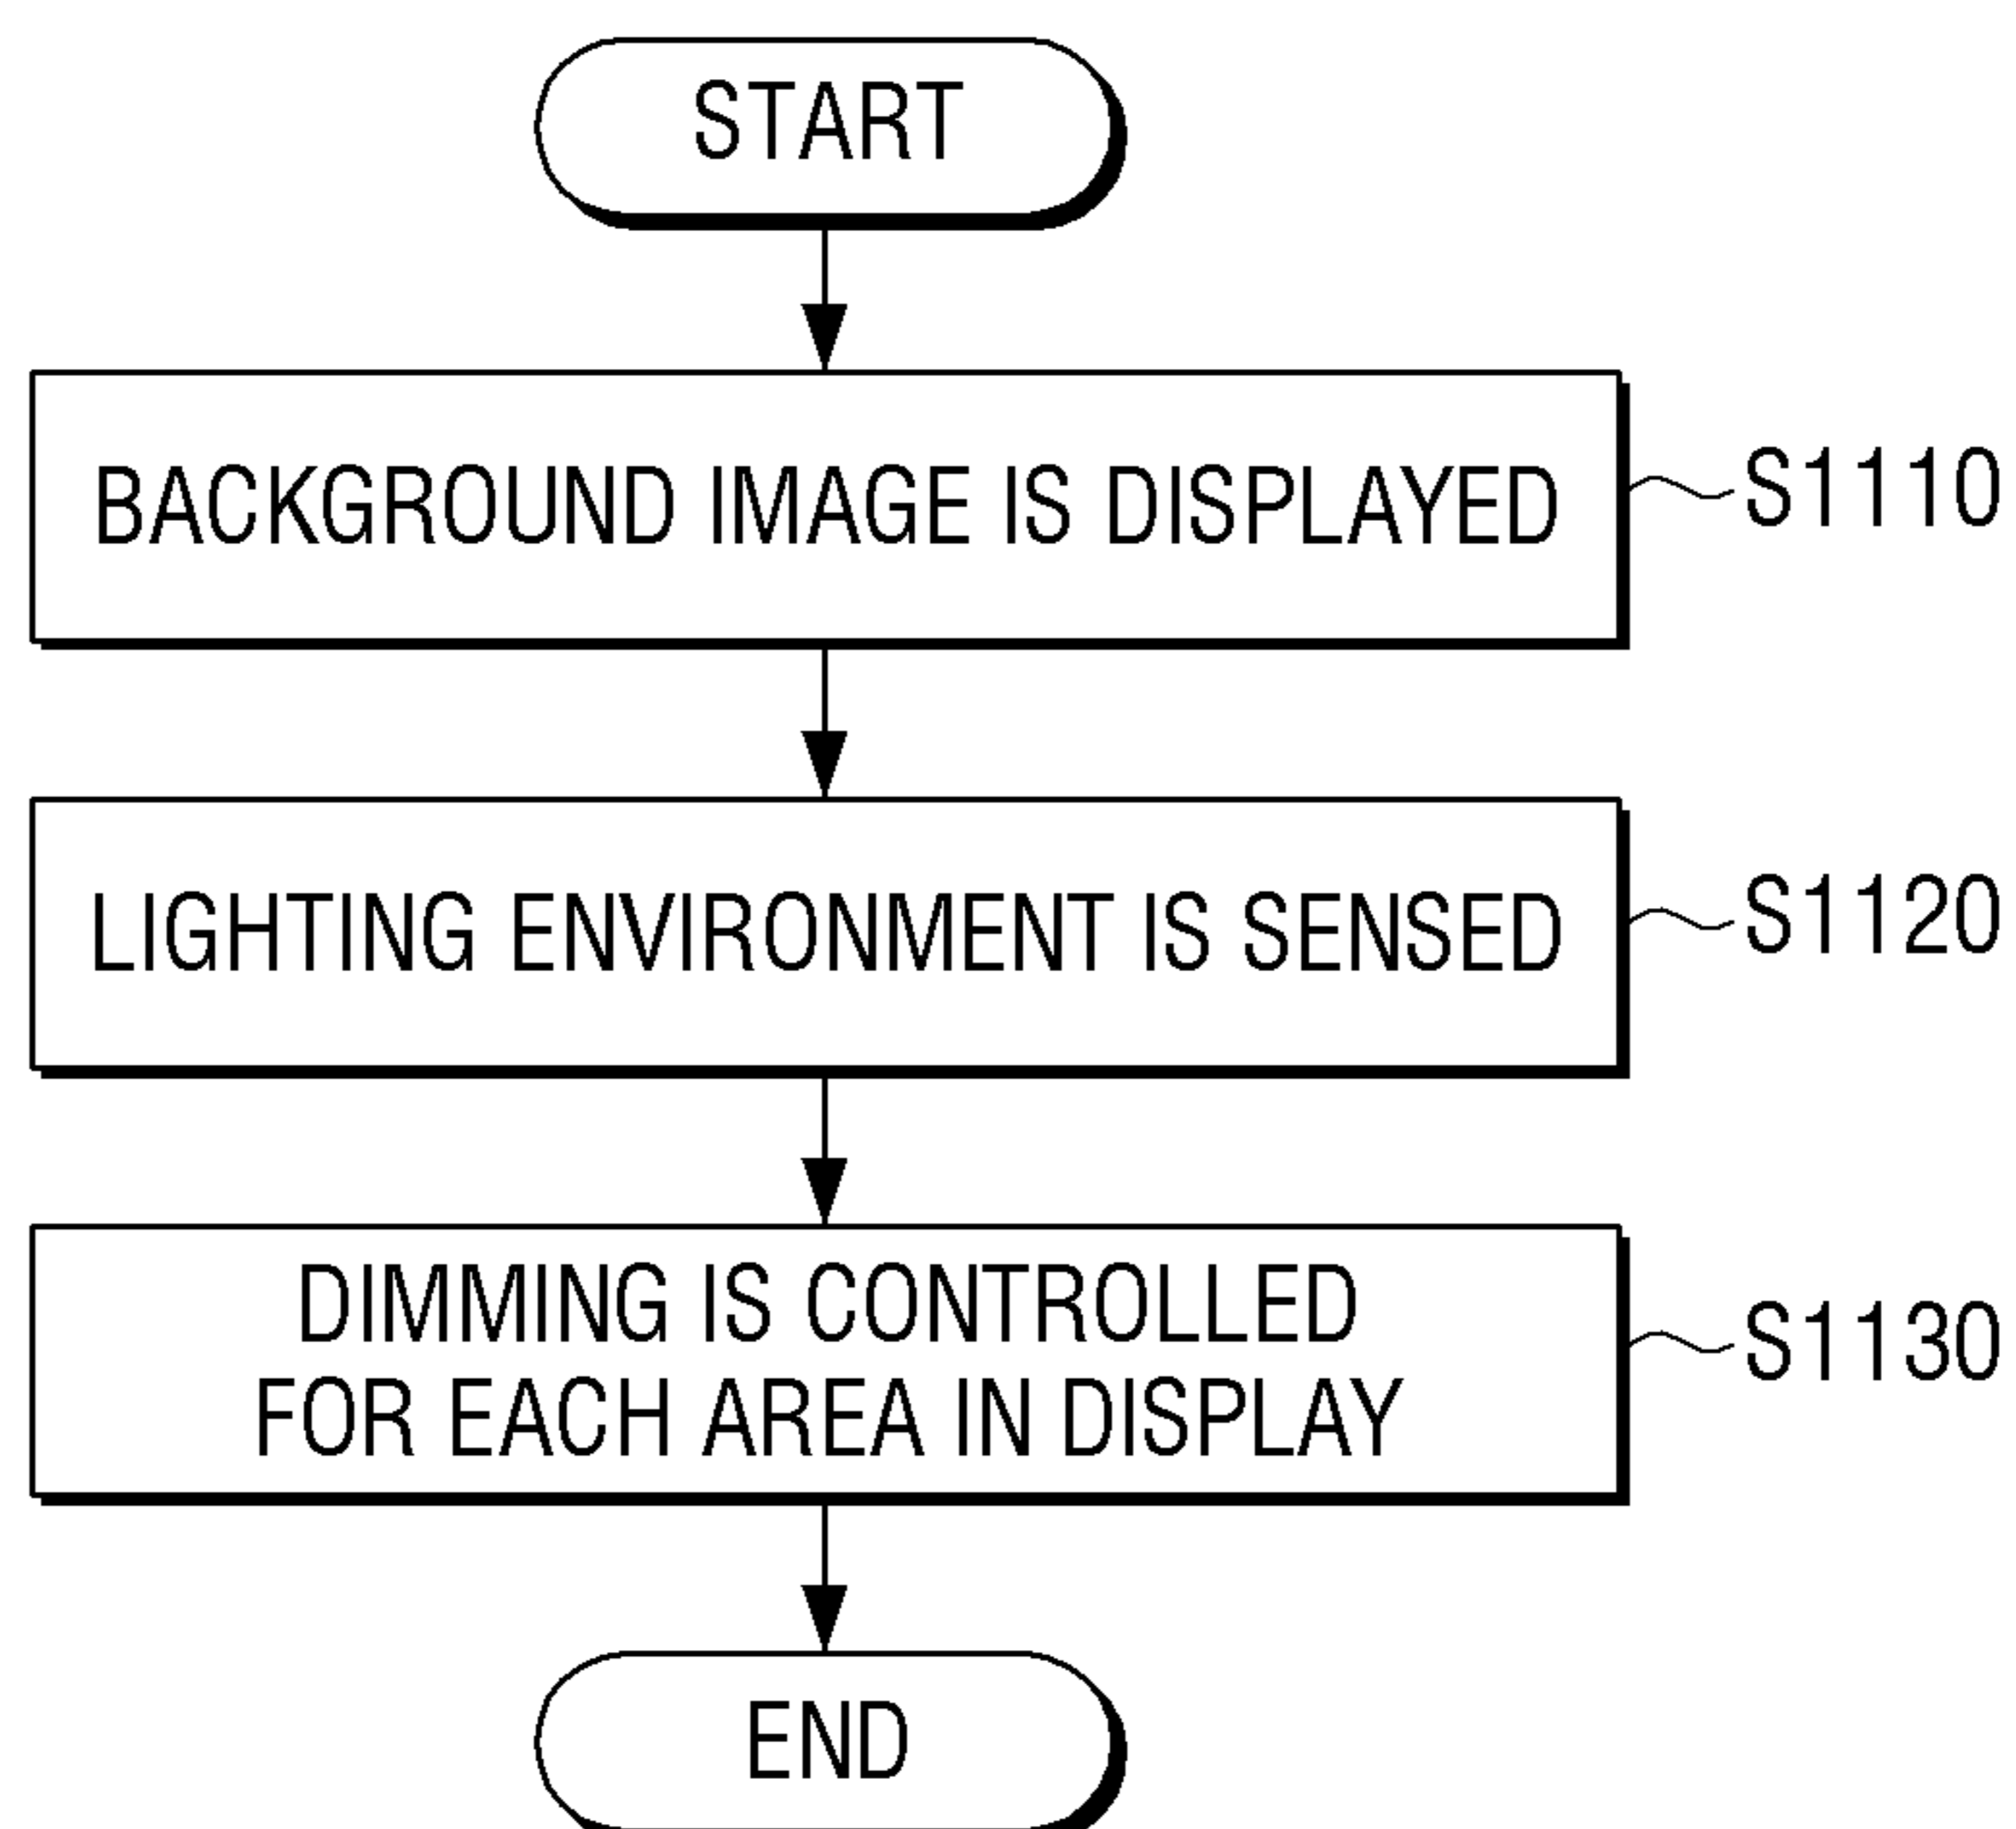 START
BACKGROUND IMAGE IS DISPLAYED
S1110
LIGHTING ENVIRONMENT IS SENSED
S1120
DIMMING IS CONTROLLED
FOR EACH AREA IN DISPLAY
S1130
END